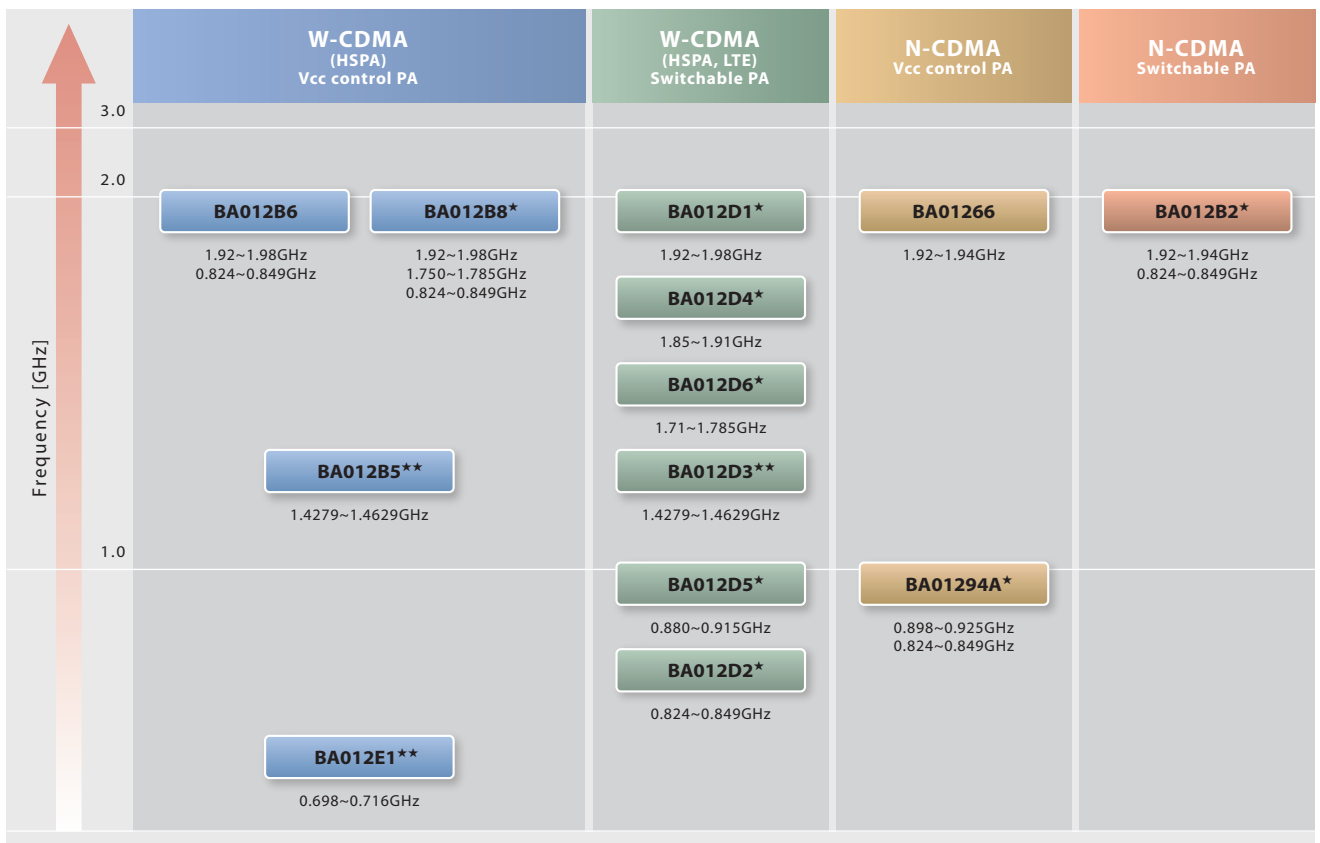 W-CDMA
(HSPA)
Vcc control PA
W-CDMA
(HSPA, LTE)
Switchable PA
N-CDMA
Vcc control PA
N-CDMA
Switchable PA
Frequency [GHz]
3.0
2.0
1.0
BA012B6
1.92~1.98GHz
0.824~0.849GHz
BA012B8★
1.92~1.98GHz
1.750~1.785GHz
0.824~0.849GHz
BA012B5★★
1.4279~1.4629GHz
BA012E1★★
0.698~0.716GHz
BA012D1★
1.92~1.98GHz
BA012D4★
1.85~1.91GHz
BA012D6★
1.71~1.785GHz
BA012D3★★
1.4279~1.4629GHz
BA012D5★
0.880~0.915GHz
BA012D2★
0.824~0.849GHz
BA01266
1.92~1.94GHz
BA01294A★
0.898~0.925GHz
0.824~0.849GHz
BA012B2★
1.92~1.94GHz
0.824~0.849GHz